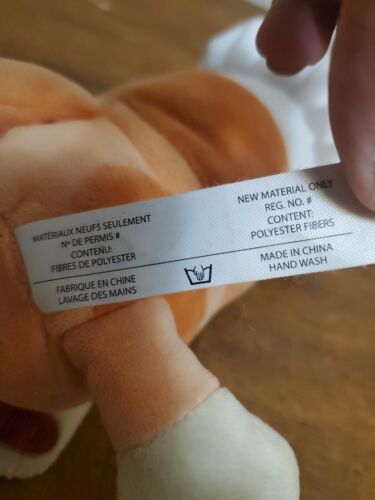 MATÉRIAUX NEUFS SEULEMENT
Nº DE PERMIS #
CONTENU:
FIBRES DE POLYESTER
FABRIQUE EN CHINE
LAVAGE DES MAINS
NEW MATERIAL ONLY
REG. NO. #
CONTENT:
POLYESTER FIBERS
MADE IN CHINA
HAND WASH